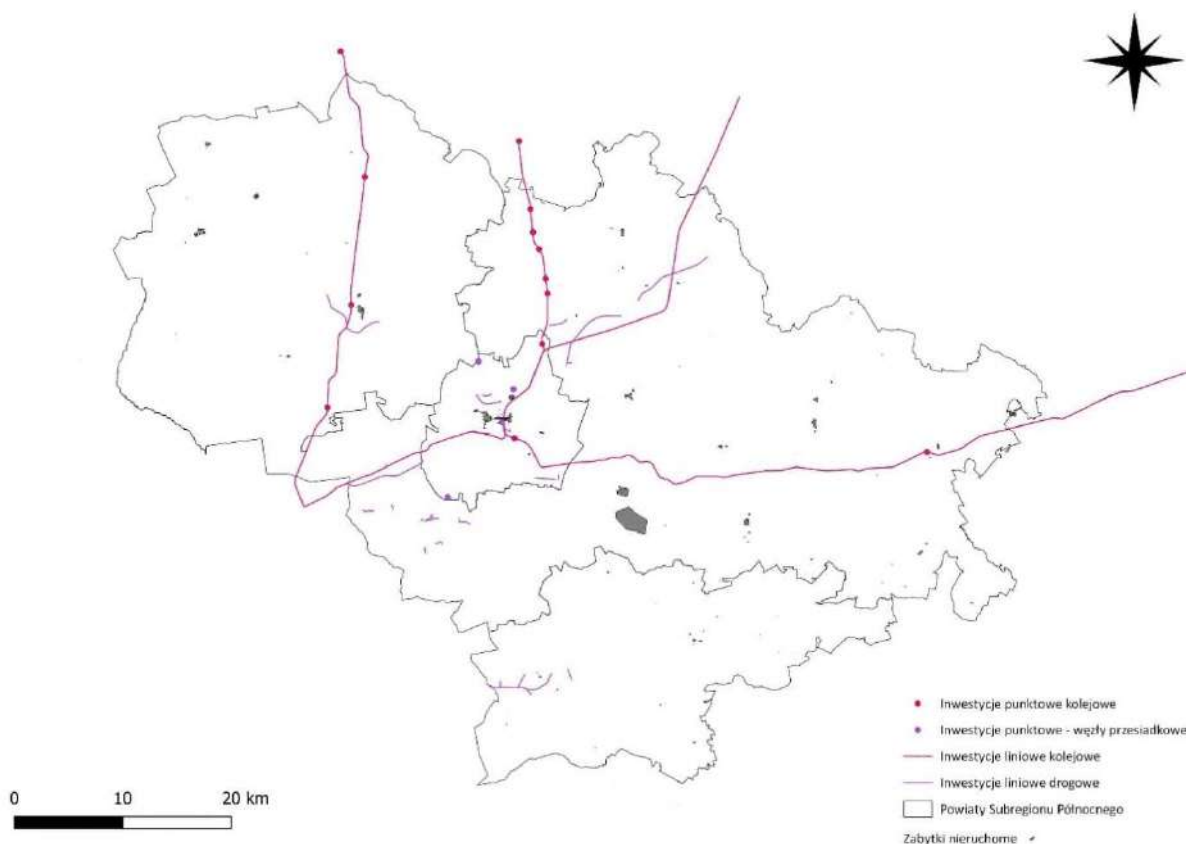 Inwestycje punktowe kolejowe
Inwestycje punktowe - węzły przesiadkowe
Inwestycje liniowe kolejowe
Inwestycje liniowe drogowe
Powiaty Subregionu Północnego
Zabytki nieruchome
0 10 20 km